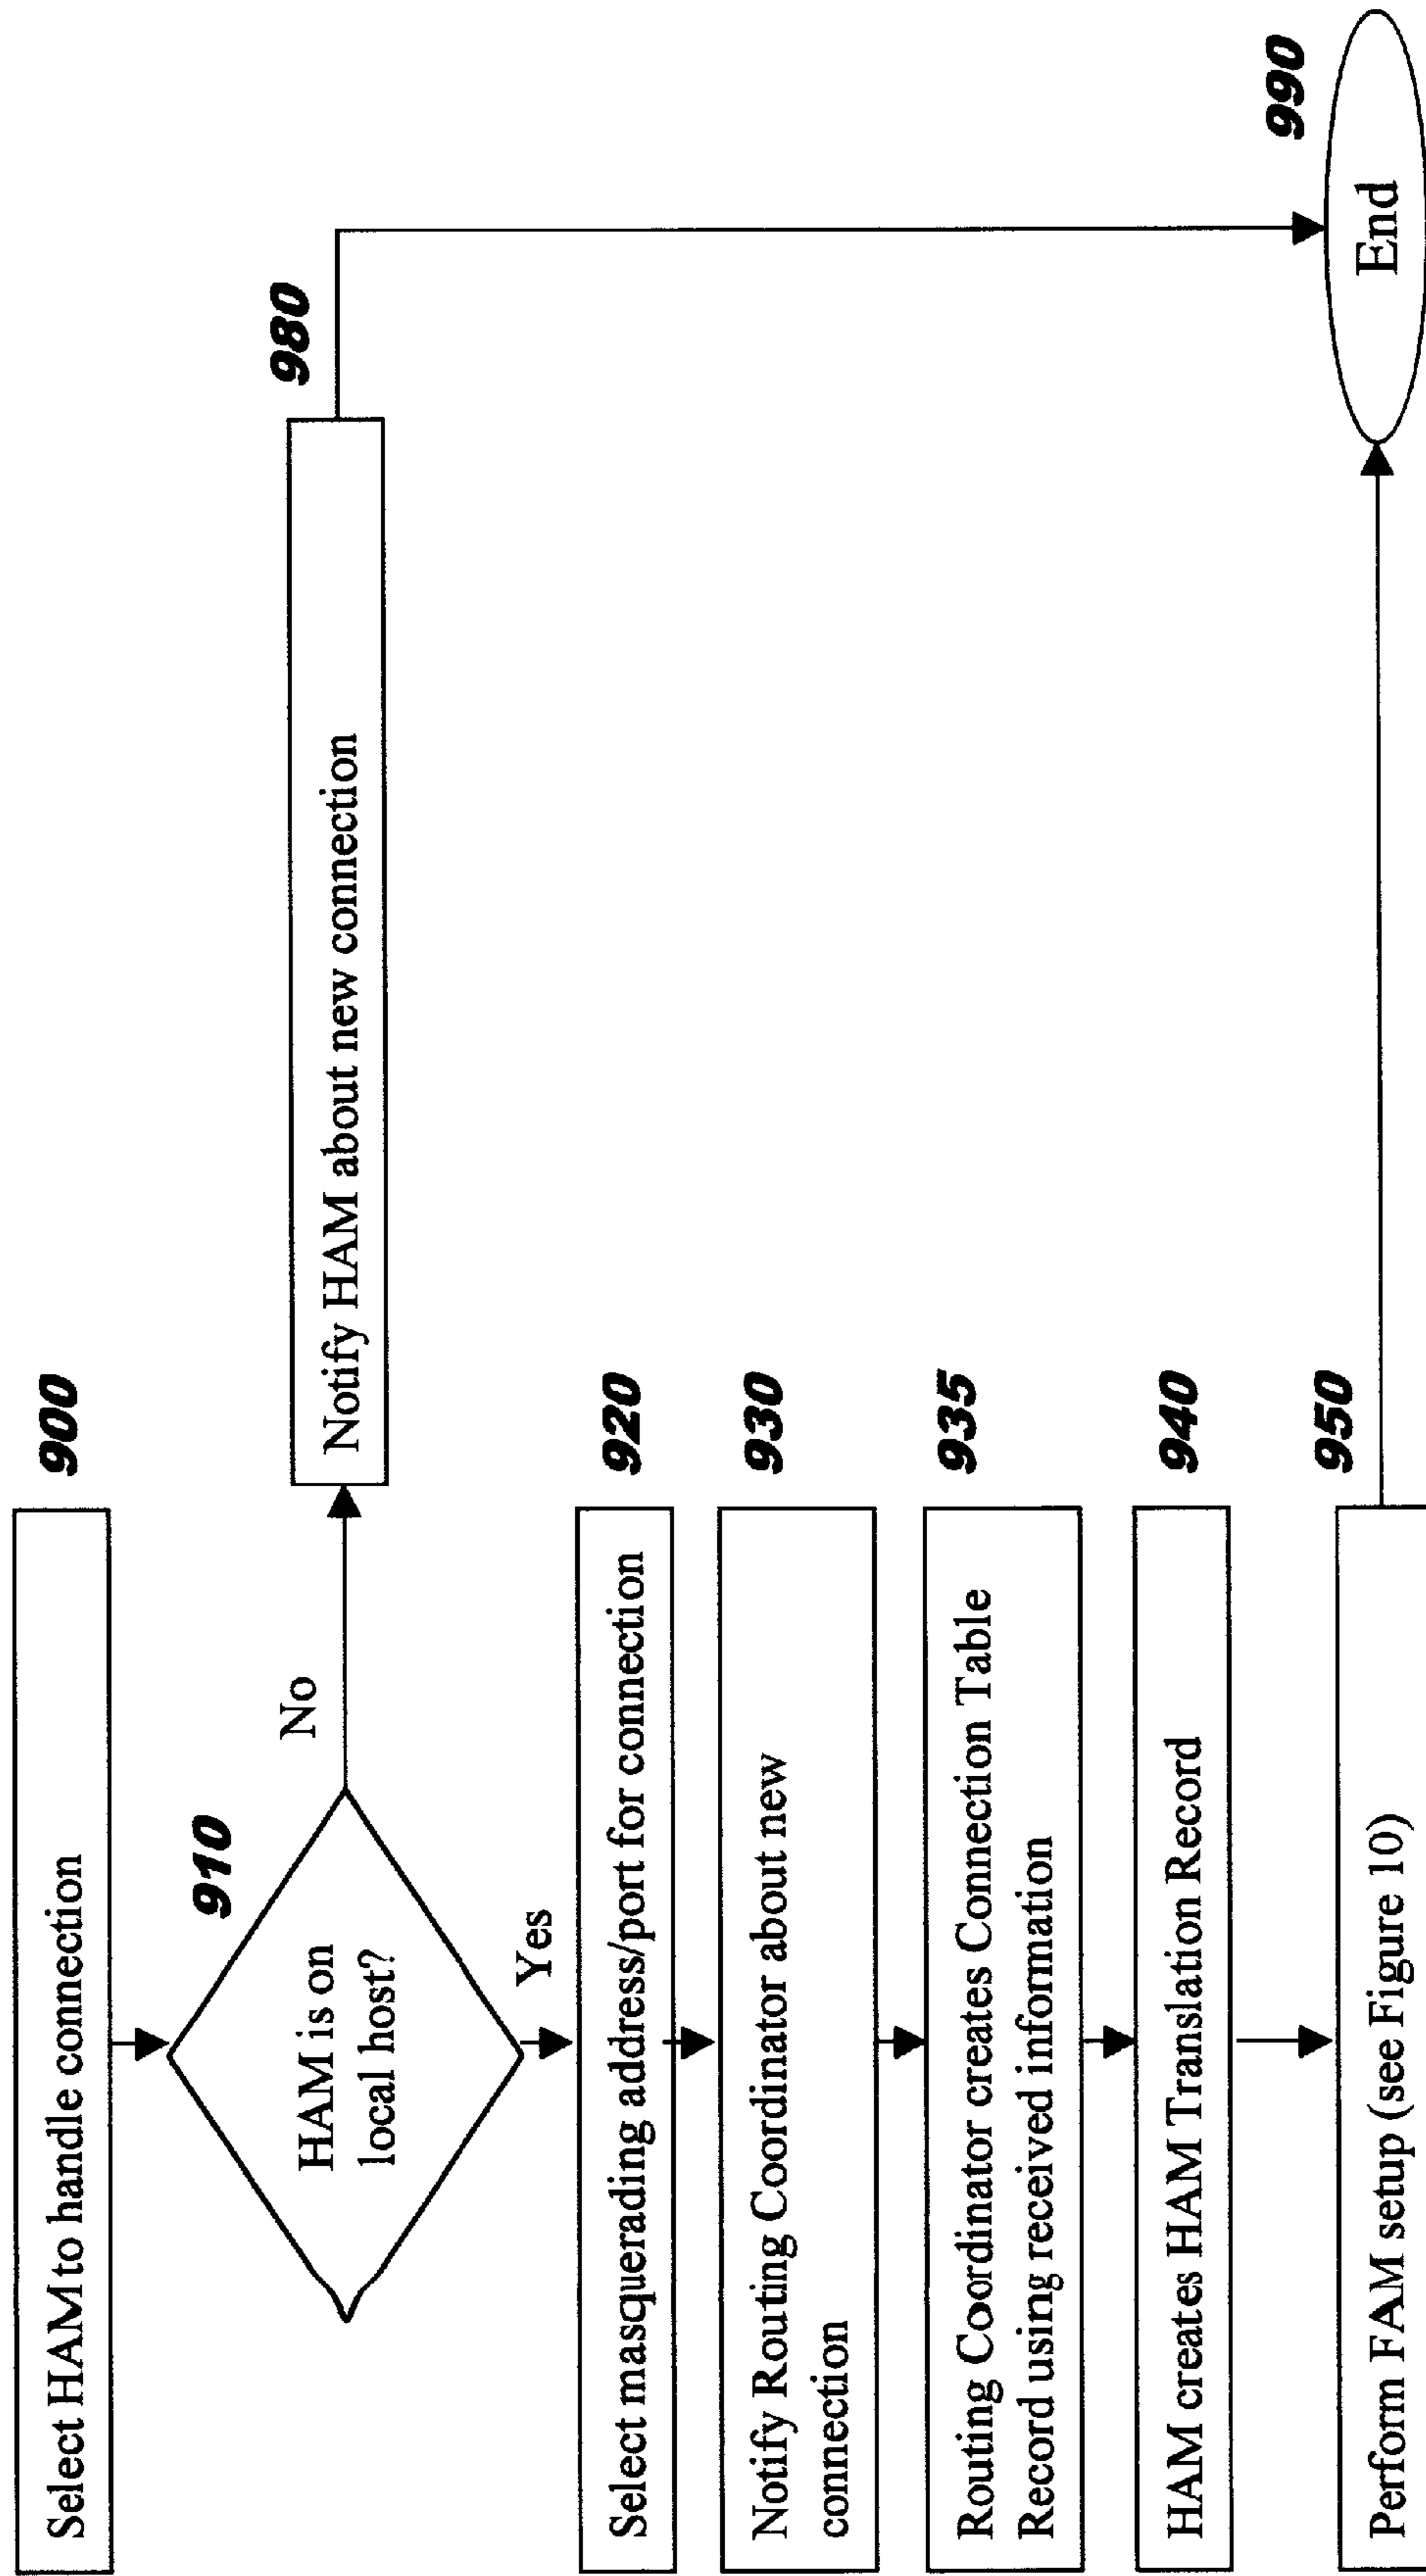 Select HAM to handle connection
900
910
HAM is on
local host?
No
Yes
Notify HAM about new connection
980
Select masquerading address/port for connection
920
Notify Routing Coordinator about new
connection
930
Routing Coordinator creates Connection Table
Record using received information
935
HAM creates HAM Translation Record
940
Perform FAM setup (see Figure 10)
950
End
990